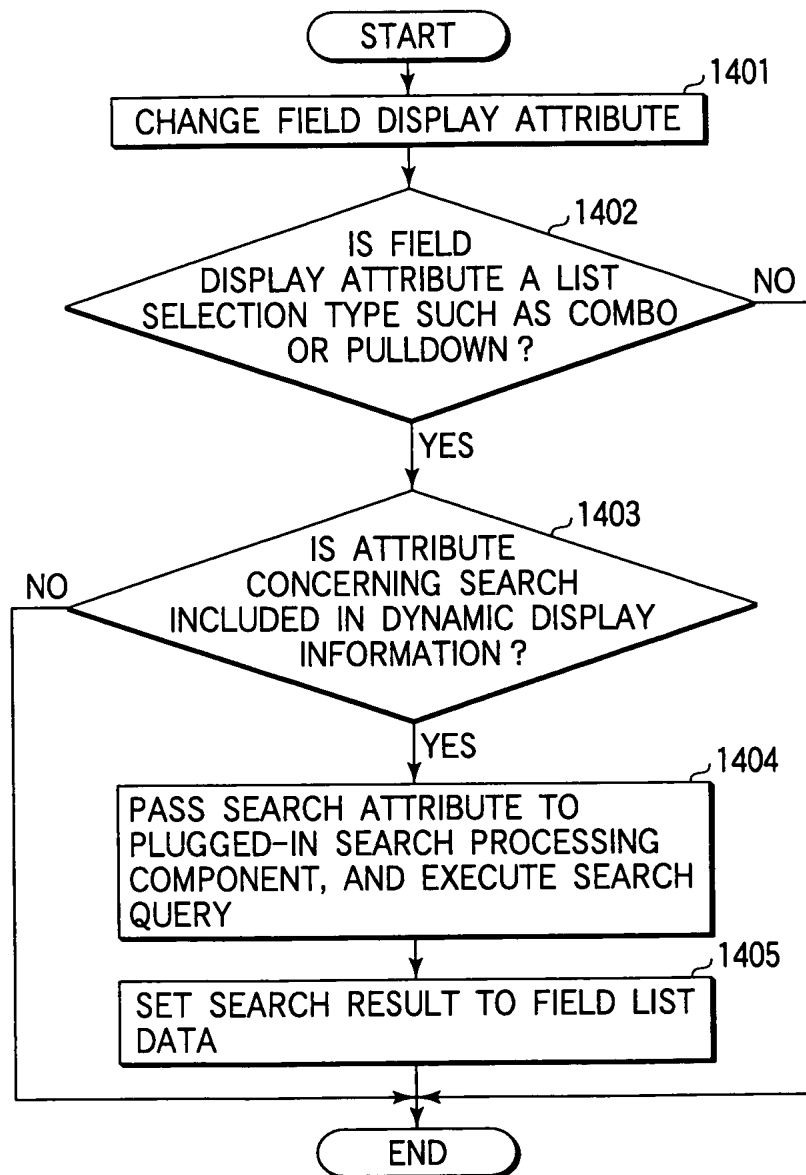 START
1401
CHANGE FIELD DISPLAY ATTRIBUTE
1402
IS FIELD
DISPLAY ATTRIBUTE A LIST
SELECTION TYPE SUCH AS COMBO
OR PULLDOWN?
NO
YES
1403
IS ATTRIBUTE
CONCERNING SEARCH
INCLUDED IN DYNAMIC DISPLAY
INFORMATION?
NO
YES
1404
PASS SEARCH ATTRIBUTE TO
PLUGGED-IN SEARCH PROCESSING
COMPONENT, AND EXECUTE SEARCH
QUERY
1405
SET SEARCH RESULT TO FIELD LIST
DATA
END